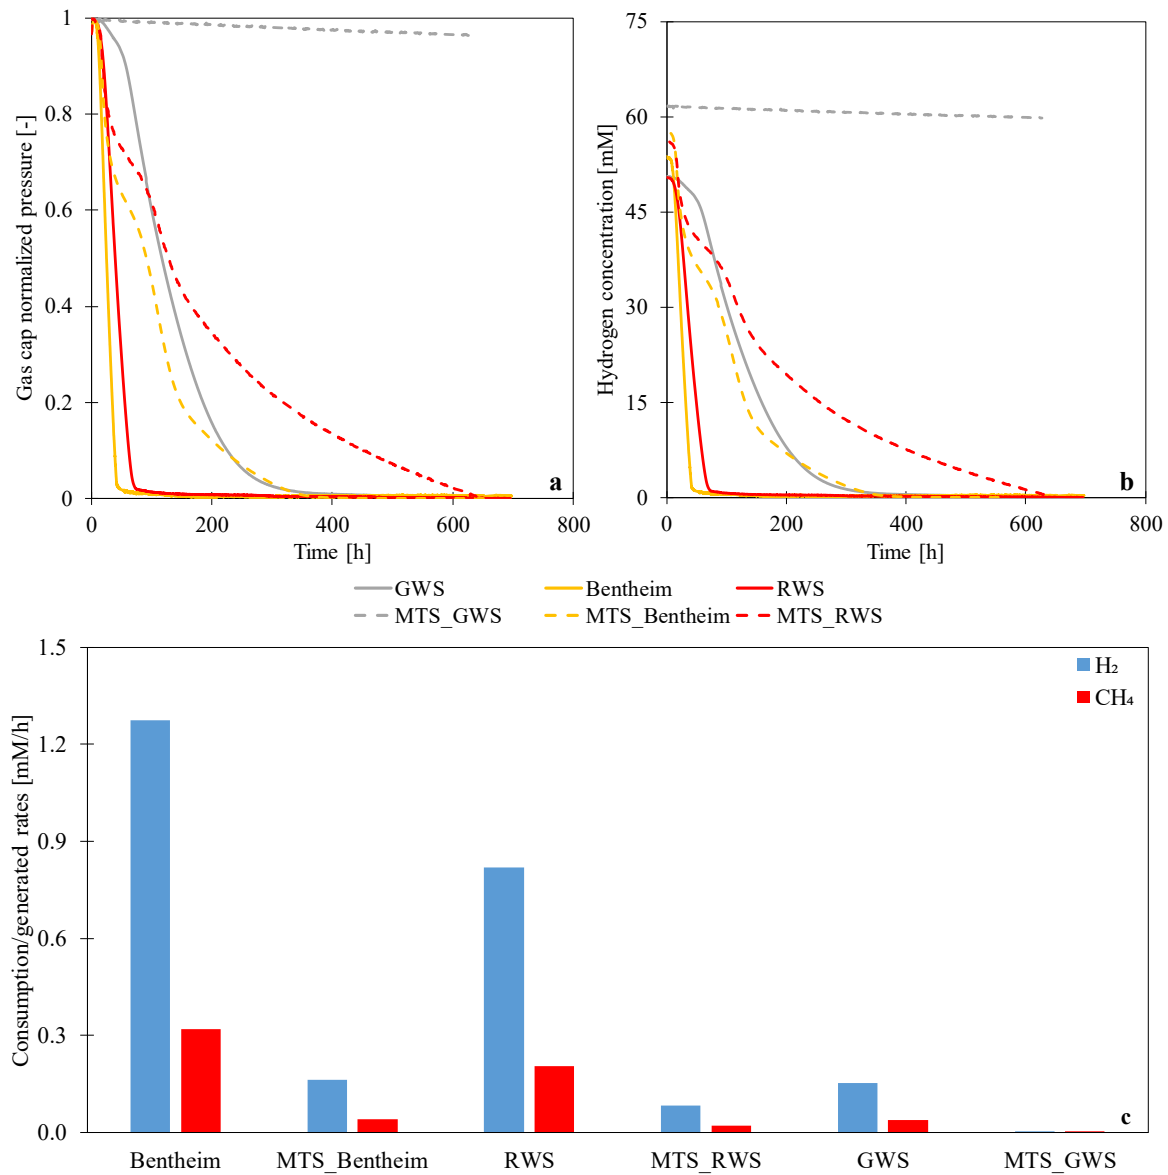 Gas cap normalized pressure [-]
1
0.8
0.6
0.4
0.2
0
0 200 400 600 800
Time [h]
a
Hydrogen concentration [mM]
75
60
45
30
15
0
0 200 400 600 800
Time [h]
b
GWS Bentheim RWS
MTS_GWS MTS_Bentheim MTS_RWS
Consumption/generated rates [mM/h]
1.5
1.2
0.9
0.6
0.3
0.0
H₂
CH₄
c
Bentheim MTS_Bentheim RWS MTS_RWS GWS MTS_GWS